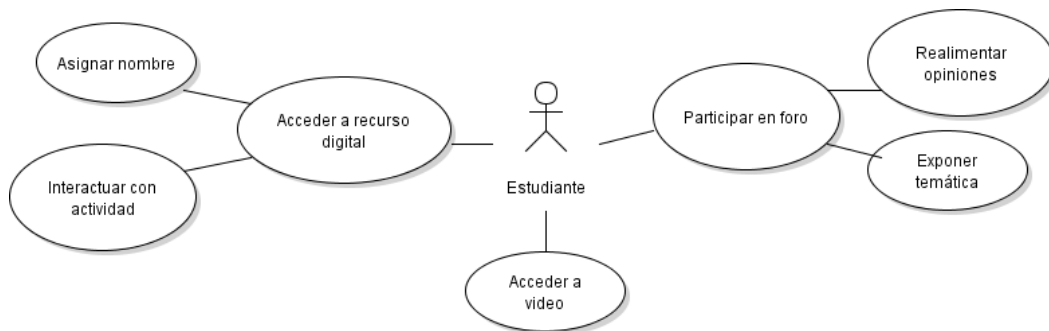 Asignar nombre
Acceder a recurso
digital
Interactuar con
actividad
Estudiante
Acceder a
video
Participar en foro
Realimentar
opiniones
Exponer
temática